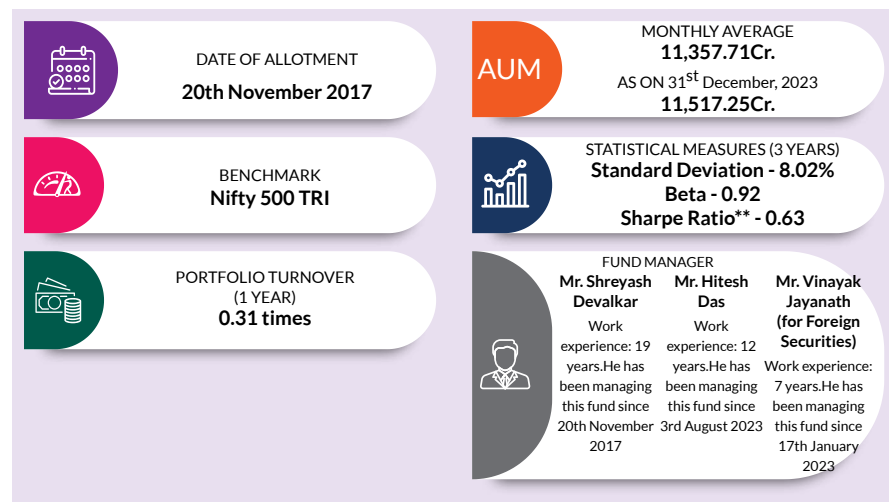 DATE OF ALLOTMENT
20th November 2017
BENCHMARK
Nifty 500 TRI
PORTFOLIO TURNOVER
(1 YEAR)
0.31 times
AUM
MONTHLY AVERAGE
11,357.71Cr.
AS ON 31st December, 2023
11,517.25Cr.
STATISTICAL MEASURES (3 YEARS)
Standard Deviation - 8.02%
Beta - 0.92
Sharpe Ratio** - 0.63
FUND MANAGER
Mr. Shreyash
Devalkar
Work
experience: 19
years.He has
been managing
this fund since
20th November
2017
Mr. Hitesh
Das
Work
experience: 12
years.He has
been managing
this fund since
3rd August 2023
Mr. Vinayak
Jayanath
(for Foreign
Securities)
Work experience:
7 years.He has
been managing
this fund since
17th January
2023